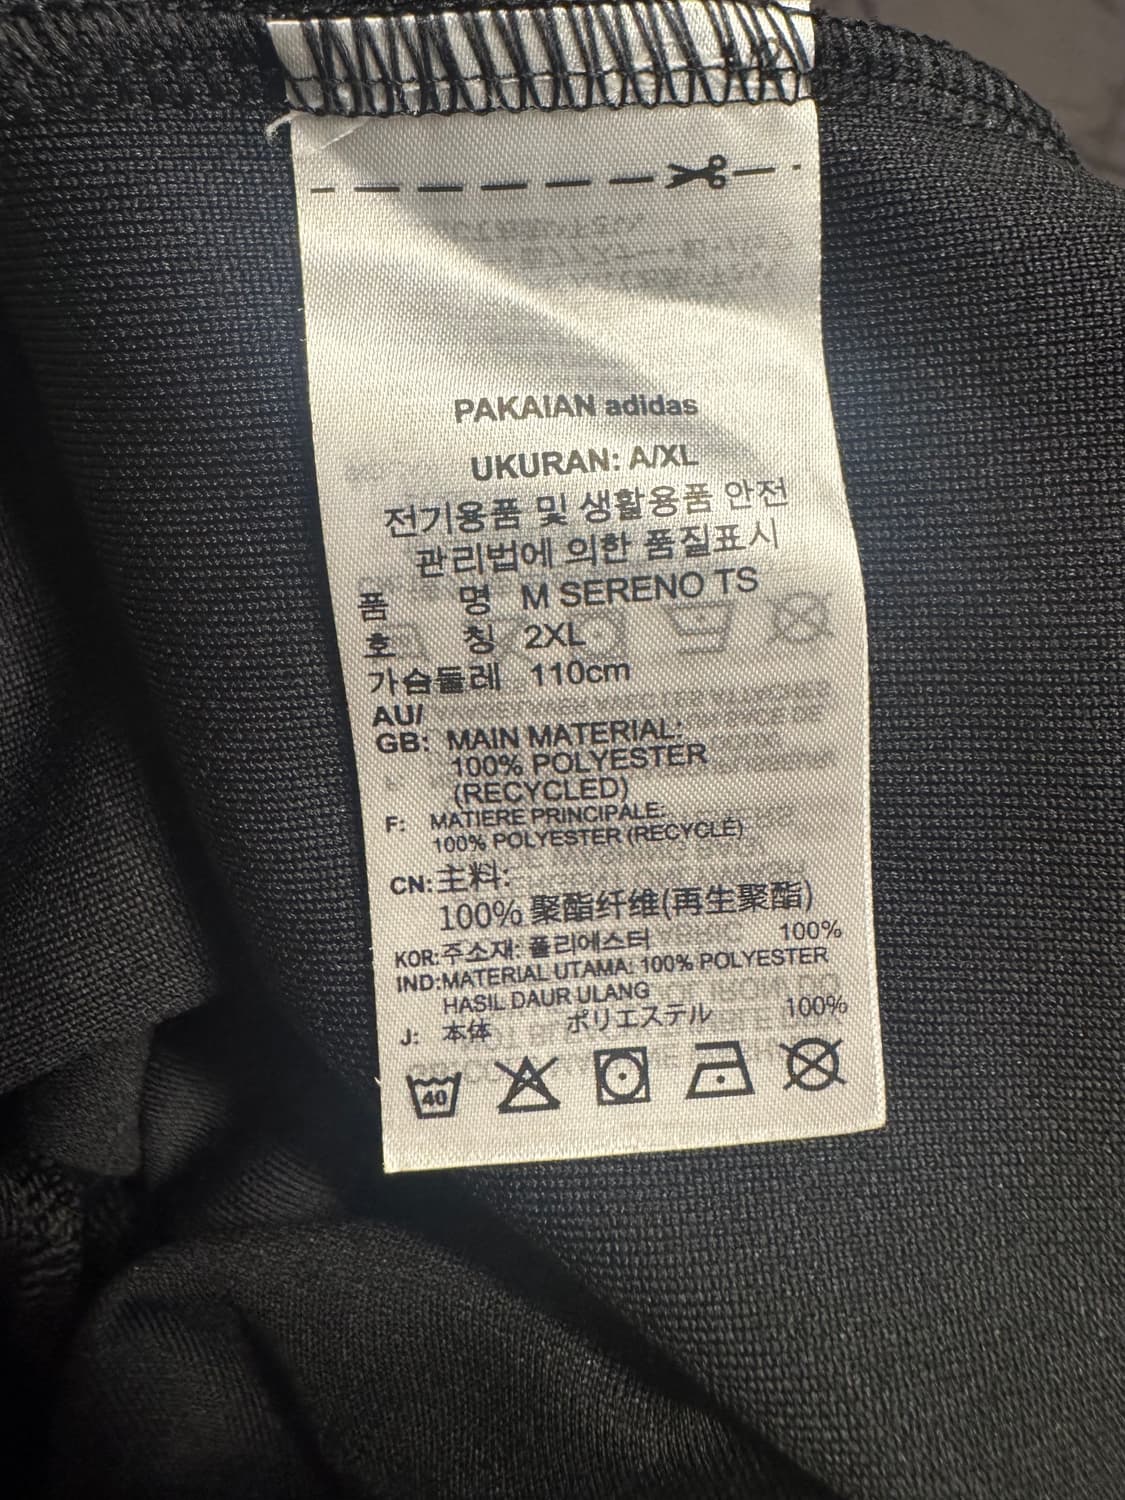 PAKAIAN adidas
UKURAN: A/XL
전기용품 및 생활용품 안전
관리법에 의한 품질표시
품 명 M SERENO TS
호 칭 2XL
가슴둘레 110cm
AU/
GB: MAIN MATERIAL:
100% POLYESTER
(RECYCLED)
F: MATIERE PRINCIPALE:
100% POLYESTER (RECYCLÉ)
CN: 主料:
100% 聚酯纤维(再生聚酯)
KOR: 주소재: 폴리에스터 100%
IND: MATERIAL UTAMA: 100% POLYESTER
HASIL DAUR ULANG
J: 本体 ポリエステル 100%
40